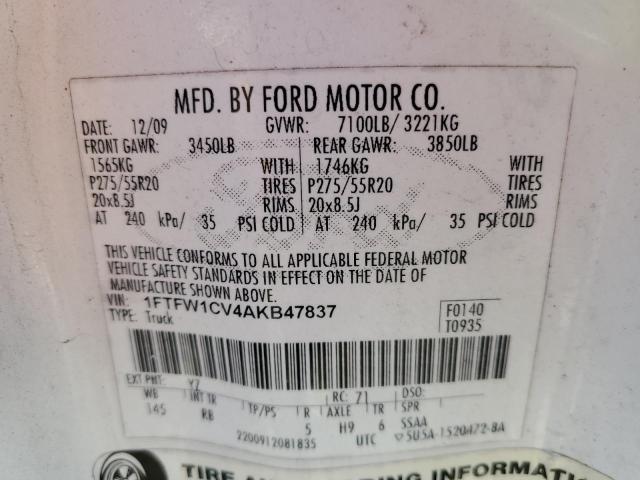 MFD. BY FORD MOTOR CO.
DATE: 12/09 GVWR: 7100LB/ 3221KG
FRONT GAWR: 3450LB REAR GAWR: 3850LB
1565KG WITH 1746KG WITH
P275/55R20 TIRES P275/55R20 TIRES
20x8.5J RIMS 20x8.5J RIMS
AT 240 kPa/ 35 PSI COLD AT 240 kPa/ 35 PSI COLD
THIS VEHICLE CONFORMS TO ALL APPLICABLE FEDERAL MOTOR
VEHICLE SAFETY STANDARDS IN EFFECT ON THE DATE OF
MANUFACTURE SHOWN ABOVE.
VIN: 1FTFW1CV4AKB47837 F0140
TYPE: Truck T0935
EXT PNT: YZ RC: 71 DSO:
WB INT TR TP/PS R AXLE TR SPR
145 RB 5 H9 6 SSAA
2200912081835 UTC ▽5U5A-1520472-BA
TIRE INFORMATI